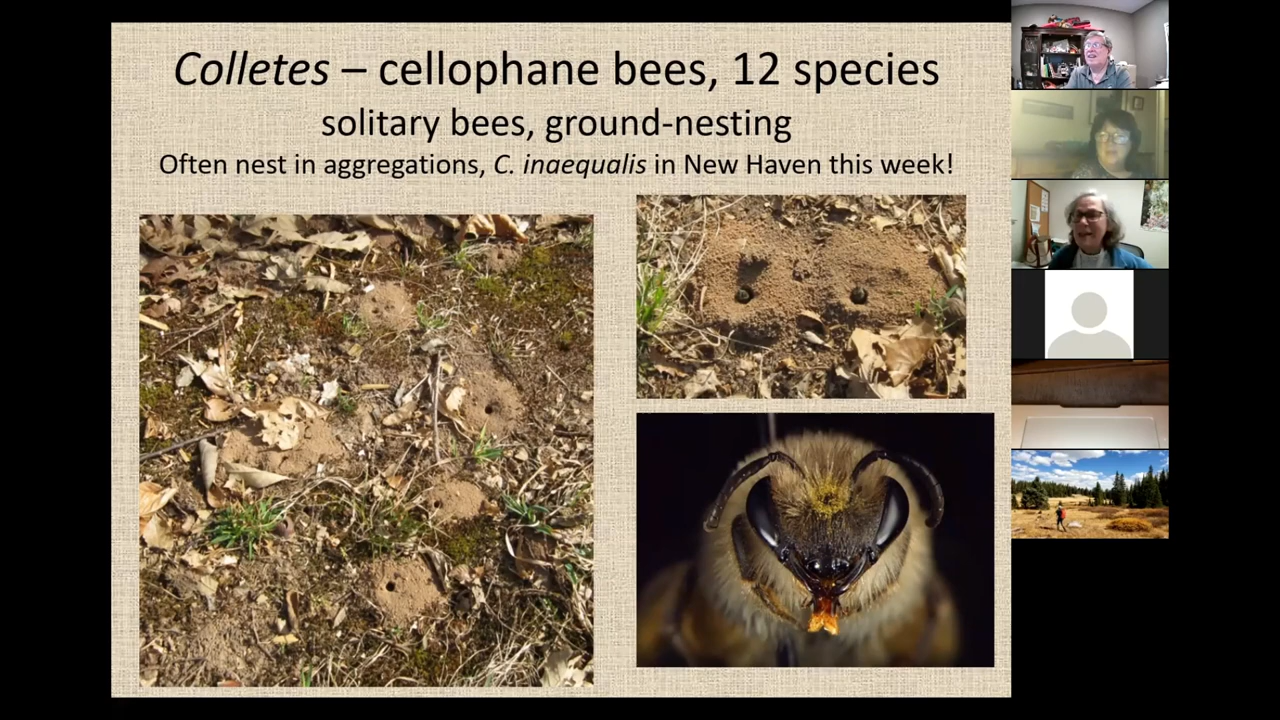 Colletes – cellophane bees, 12 species
solitary bees, ground-nesting
Often nest in aggregations, C. inaequalis in New Haven this week!